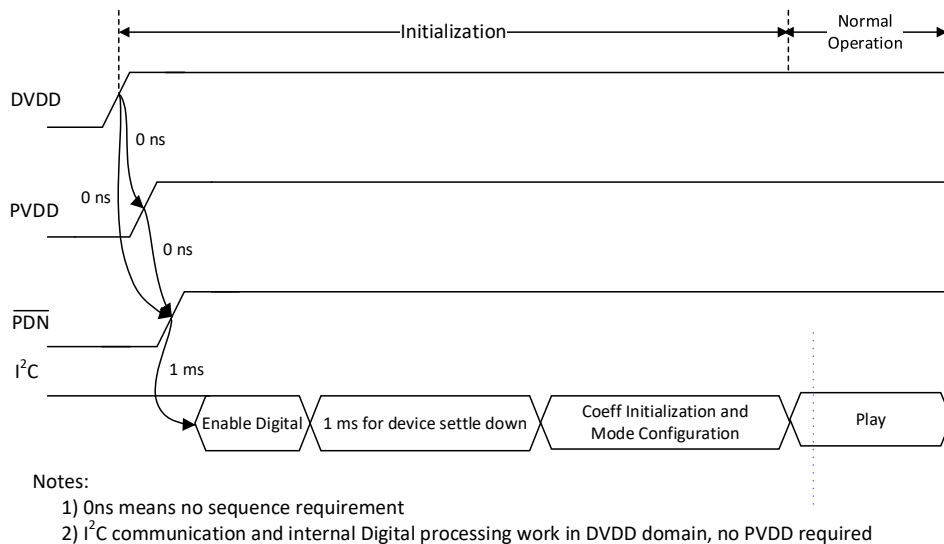 Initialization
Normal
Operation
DVDD
0 ns
0 ns
PVDD
0 ns
PDN
I²C
1 ms
Enable Digital
1 ms for device settle down
Coeff Initialization and
Mode Configuration
Play
Notes:
1) 0ns means no sequence requirement
2) I²C communication and internal Digital processing work in DVDD domain, no PVDD required